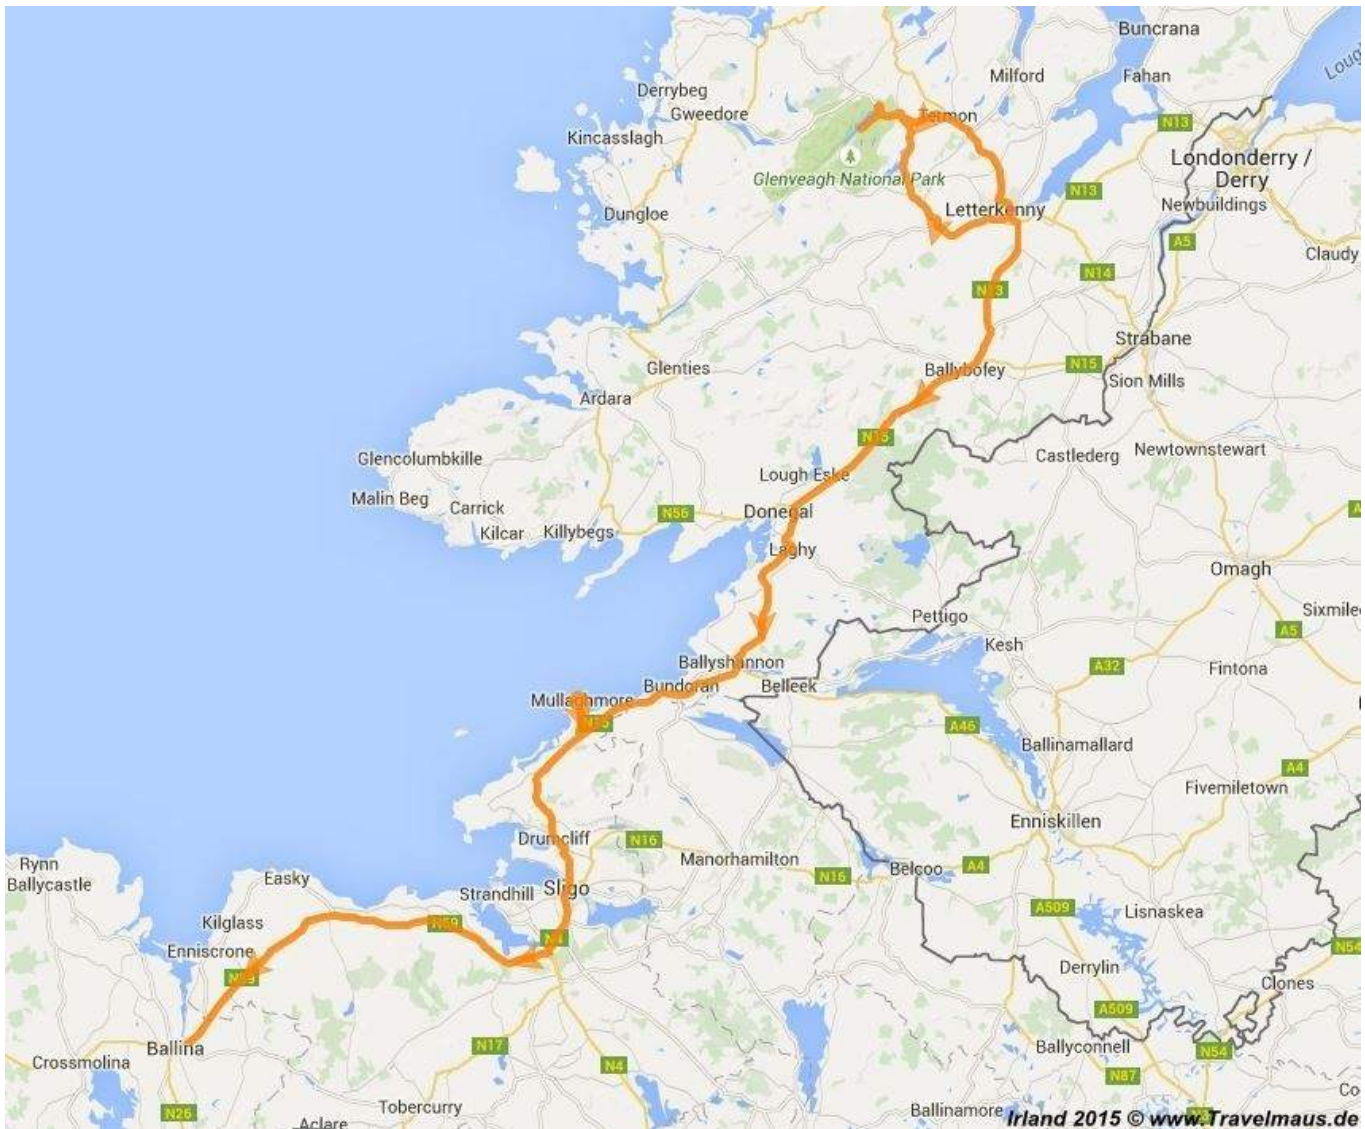 Buncrana
Milford
Fahan
Derrybeg
Gweedore
Termon
N13
Kincasslagh
Londonderry /
Derry
Glenveagh National Park
N13
Newbuildings
Letterkenny
Dungloe
A5
Claudy
N14
N13
Strabane
Glenties
Ballybofey
N15
Sion Mills
Ardara
N15
Newtownstewart
Glencolumbkille
Castlederg
Lough Eske
Malin Beg
Carrick
N56
Donegal
Kilcar
Killybegs
Laghy
Omagh
Pettigo
Sixmile
A5
Kesh
Ballyshannon
A32
Fintona
Bundoran
Belleek
Mullaghmore
N15
A46
Ballinamallard
A4
Fivemiletown
Enniskillen
Drumcliff
N16
Manorhamilton
Rynn
Belcoo
A4
Ballycastle
Easky
N16
Strandhill
Sligo
A509
Lisnaskea
Kilglass
N59
N4
Enniscrone
N54
N59
Derrylin
Clones
A509
Ballina
N17
Ballyconnell
N54
Crossmolina
N4
N87
Tobercurry
N26
Ballinamore
Aclare
Irland 2015 © www.Travelmaus.de